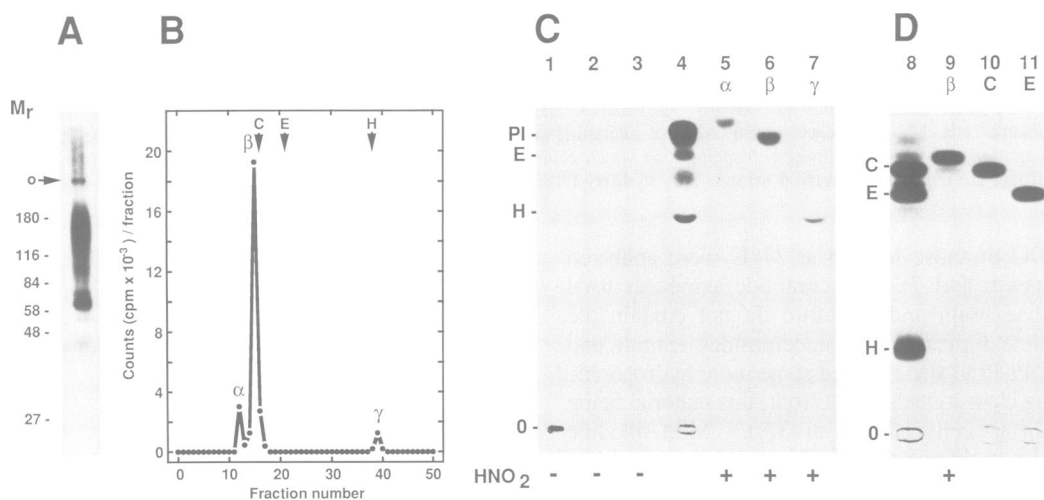 A
Mr
o
180 -
116 -
84 -
58 -
48 -
27 -
B
C E H
β
α
γ
20
16
12
8
4
0
Counts (cpm x 10-3) / fraction
0 10 20 30 40 50
Fraction number
C
1 2 3 4 5 6 7
α β γ
PI -
E -
H -
0 -
HNO2 - - - + + +
D
8 9 10 11
β C E
C -
E -
H -
0 -
+